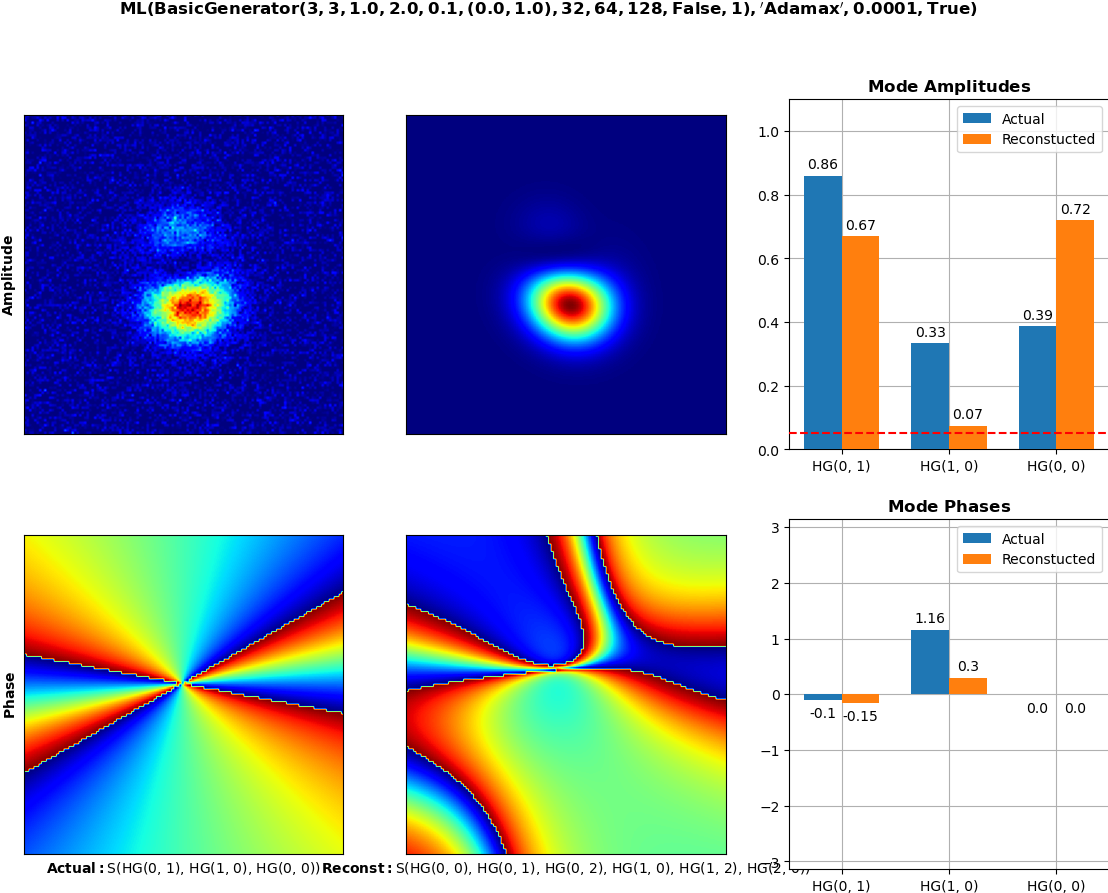 ML(BasicGenerator(3, 3, 1.0, 2.0, 0.1, (0.0, 1.0), 32, 64, 128, False, 1), 'Adamax', 0.0001, True)
Mode Amplitudes
Actual
Reconstucted
1.0
0.8
0.6
0.4
0.2
0.0
0.86
0.67
0.33
0.07
0.39
0.72
HG(0, 1) HG(1, 0) HG(0, 0)
Amplitude
Mode Phases
Actual
Reconstucted
3
2
1
0
−1
−2
−3
-0.1
-0.15
1.16
0.3
0.0
0.0
HG(0, 1) HG(1, 0) HG(0, 0)
Phase
Actual: S(HG(0, 1), HG(1, 0), HG(0, 0))
Reconst: S(HG(0, 0), HG(0, 1), HG(0, 2), HG(1, 0), HG(1, 2), HG(2, 0))